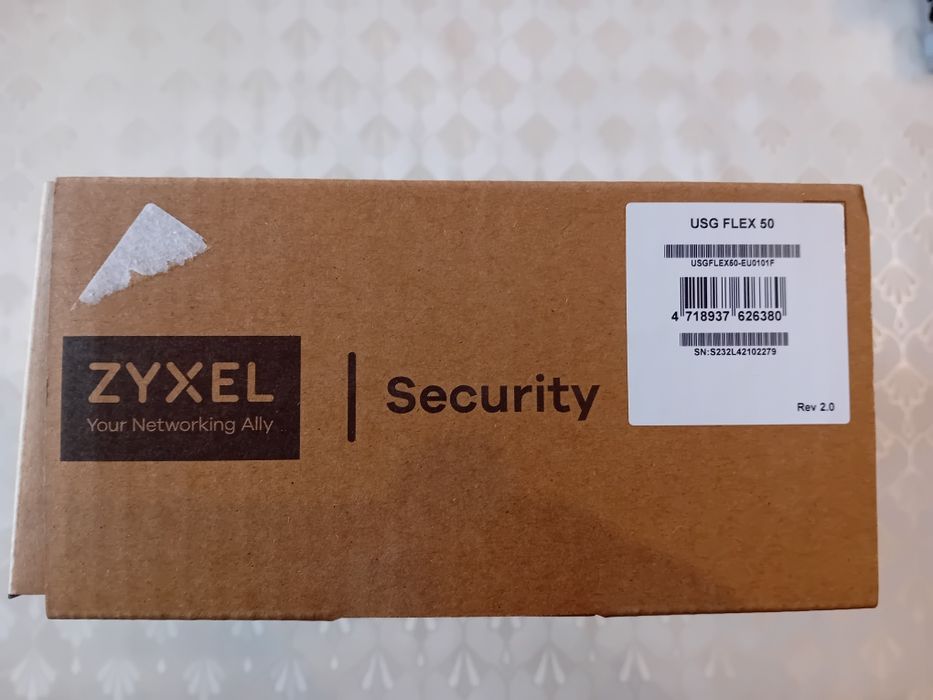 ZYXEL
Your Networking Ally
Security
USG FLEX 50
USGFLEX50-EU0101F
4 718937 626380
SN:S232L42102279
Rev 2.0